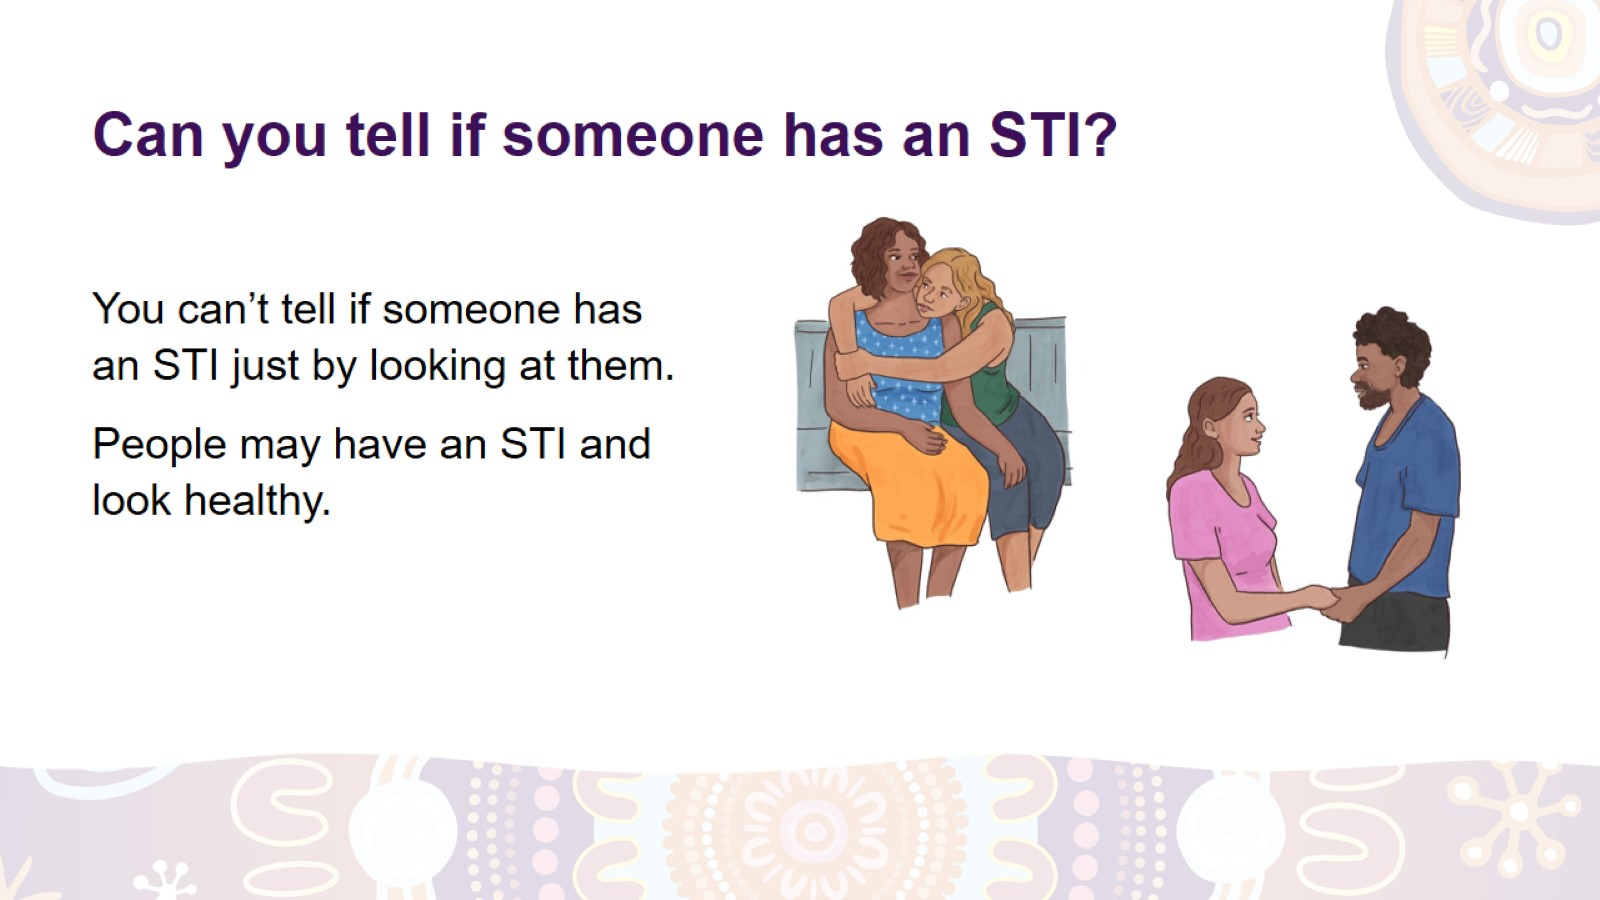 Can you tell if someone has an STI?
You can’t tell if someone has
an STI just by looking at them.
People may have an STI and
look healthy.